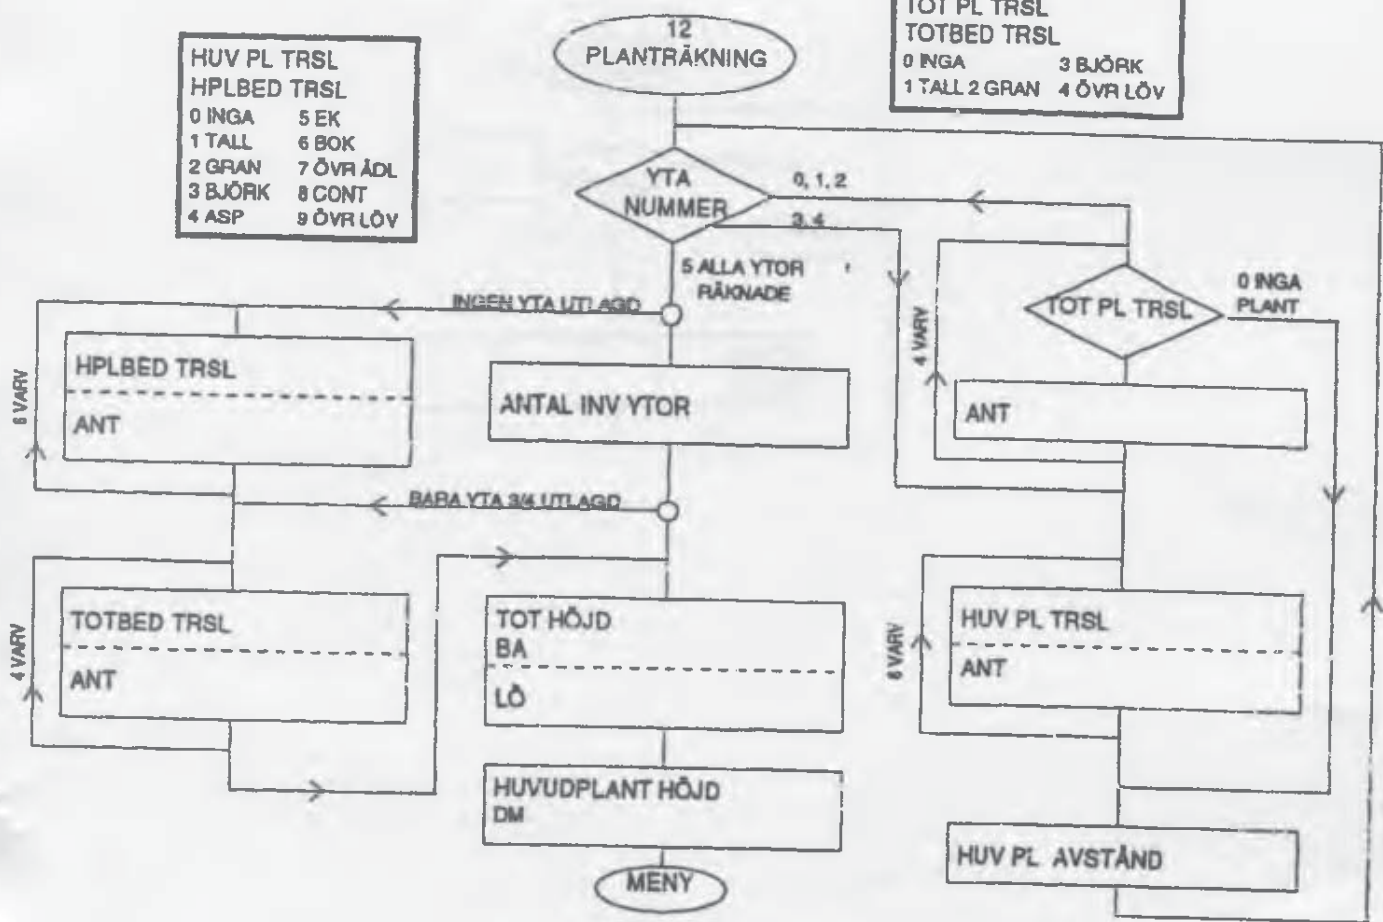 HUV PL TRSL
HPLBED TRSL
0 INGA 5 EK
1 TALL 6 BOK
2 GRAN 7 ÖVR ÄDL
3 BJÖRK 8 CONT
4 ASP 9 ÖVR LÖV
12
PLANTRÄKNING
TOT PL TRSL
TOTBED TRSL
0 INGA 3 BJÖRK
1 TALL 2 GRAN 4 ÖVR LÖV
YTA
NUMMER
0, 1, 2
3, 4
5 ALLA YTOR
RÄKNADE
INGEN YTA UTLAGD
TOT PL TRSL
0 INGA
PLANT
4 VARV
HPLBED TRSL
ANT
6 VARV
ANTAL INV YTOR
ANT
BARA YTA 3/4 UTLAGD
TOTBED TRSL
ANT
4 VARV
TOT HÖJD
BA
LÖ
HUV PL TRSL
ANT
6 VARV
HUVUDPLANT HÖJD
DM
HUV PL AVSTÅND
MENY